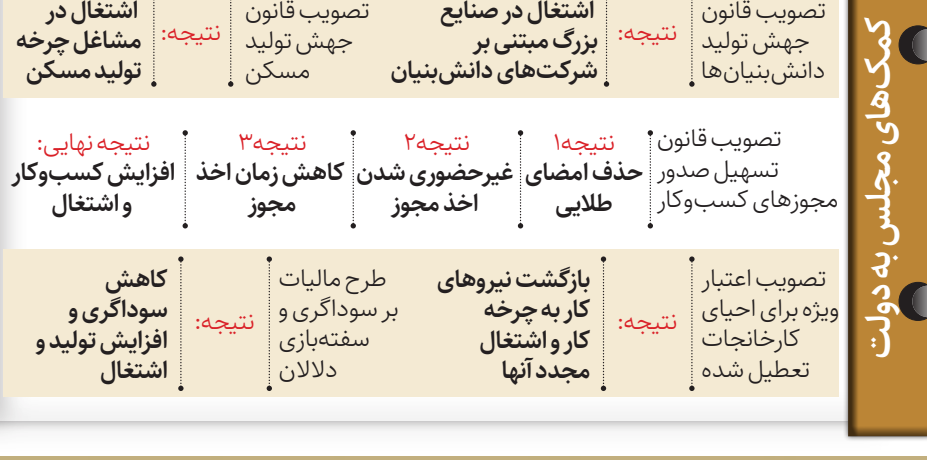 کمک‌های مجلس به دولت
تصویب قانون
جهش تولید
دانش‌بنیان‌ها
نتیجه:
اشتغال در صنایع
بزرگ مبتنی بر
شرکت‌های دانش‌بنیان
تصویب قانون
جهش تولید
مسکن
نتیجه:
اشتغال در
مشاغل چرخه
تولید مسکن
تصویب قانون
تسهیل صدور
مجوزهای کسب‌وکار
نتیجه۱
حذف امضای
طلایی
نتیجه۲
غیرحضوری شدن
اخذ مجوز
نتیجه۳
کاهش زمان اخذ
مجوز
نتیجه نهایی:
افزایش کسب‌وکار
و اشتغال
تصویب اعتبار
ویژه برای احیای
کارخانجات
تعطیل شده
نتیجه:
بازگشت نیروهای
کار به چرخه
کار و اشتغال
مجدد آنها
طرح مالیات
بر سوداگری و
سفته‌بازی
دلالان
نتیجه:
کاهش
سوداگری و
افزایش تولید و
اشتغال